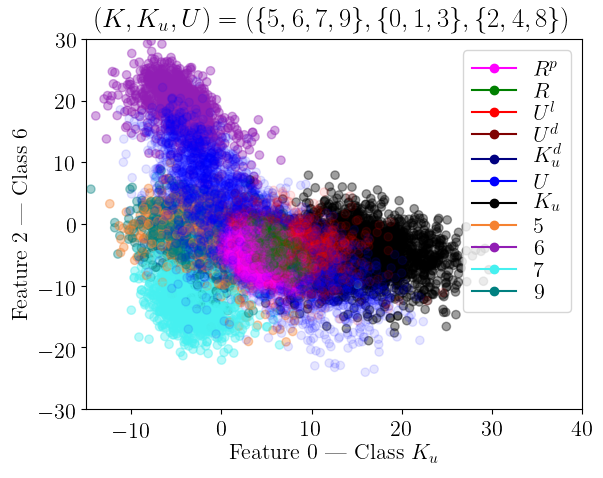 (K, K_u, U) = ({5, 6, 7, 9}, {0, 1, 3}, {2, 4, 8})
30
20
10
0
−10
−20
−30
Feature 2 — Class 6
−10 0 10 20 30 40
Feature 0 — Class K_u
R^p
R
U^l
U^d
K_u^d
U
K_u
5
6
7
9